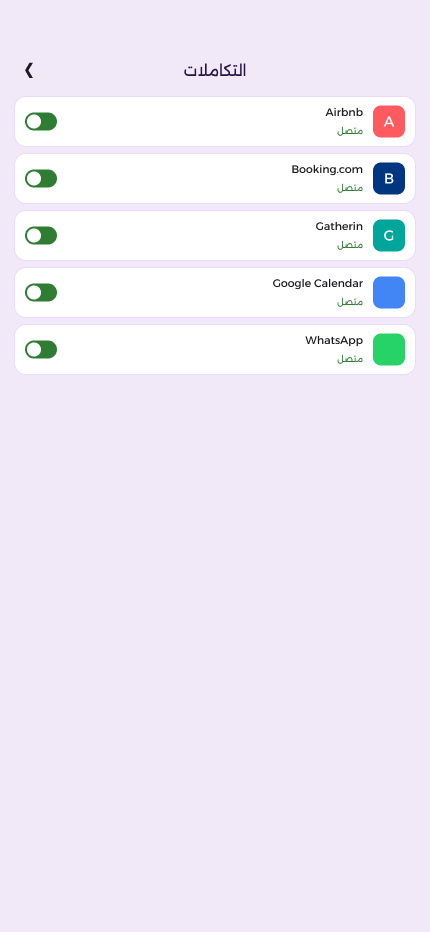 التكاملات
❮
A
Airbnb
متصل
B
Booking.com
متصل
G
Gatherin
متصل
Google Calendar
متصل
WhatsApp
متصل